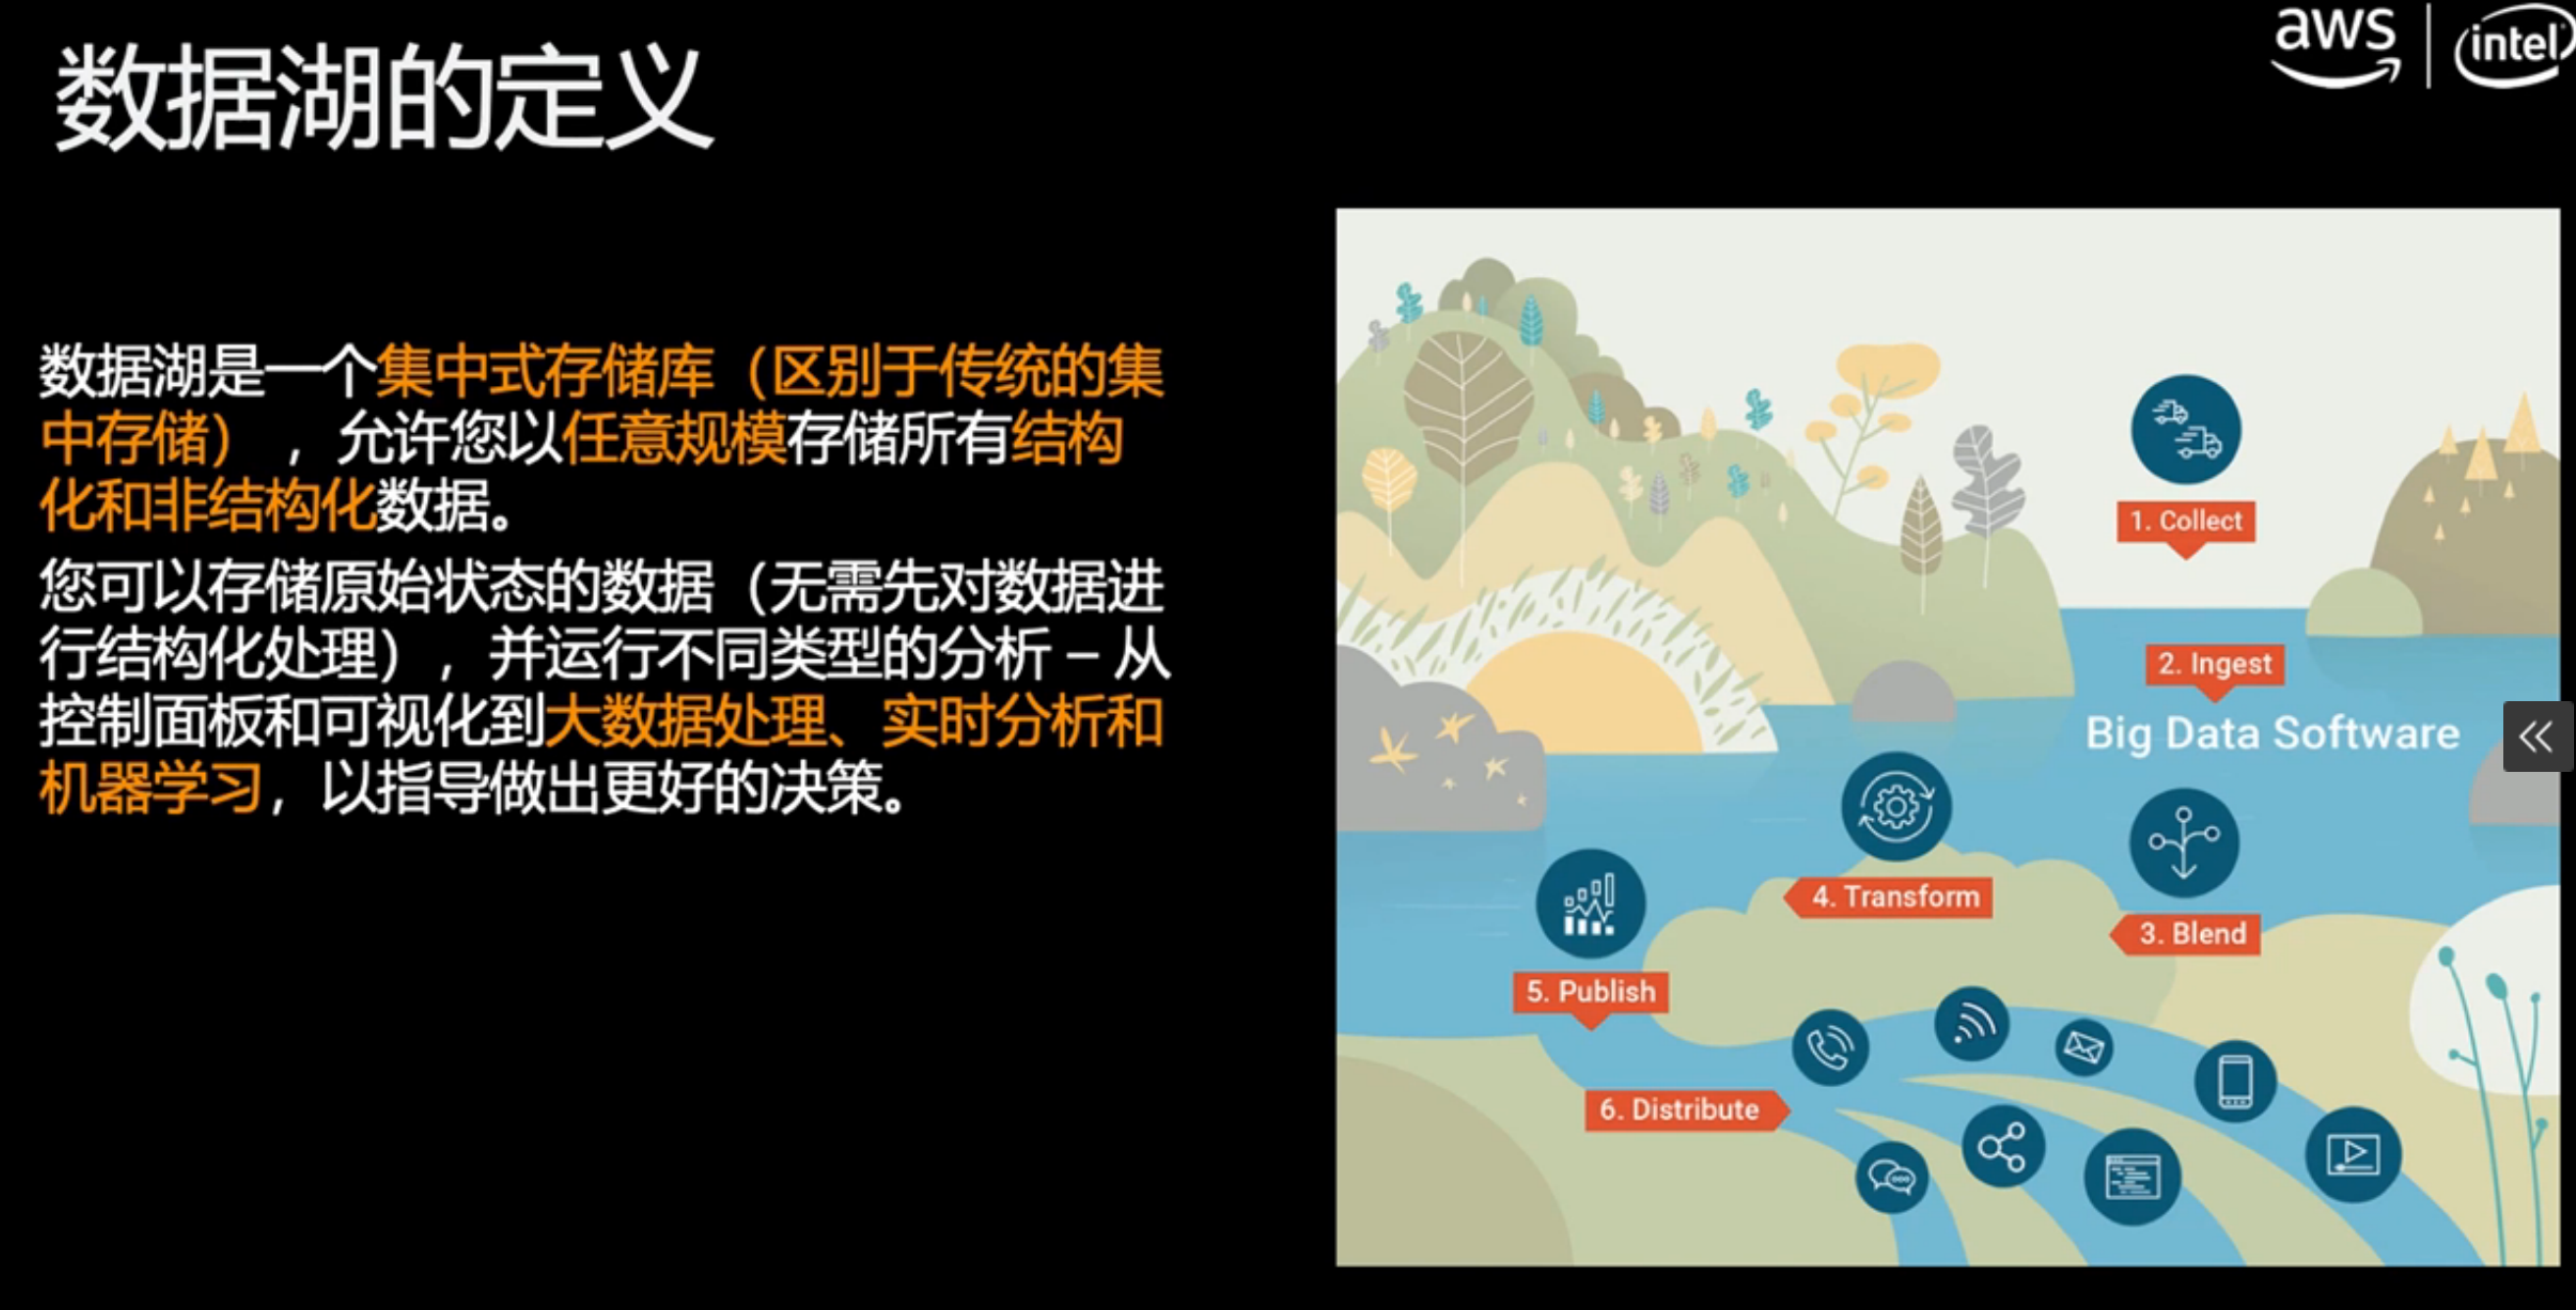 数据湖的定义
aws
intel
数据湖是一个集中式存储库（区别于传统的集
中存储），允许您以任意规模存储所有结构
化和非结构化数据。
您可以存储原始状态的数据（无需先对数据进
行结构化处理），并运行不同类型的分析 – 从
控制面板和可视化到大数据处理、实时分析和
机器学习，以指导做出更好的决策。
1. Collect
2. Ingest
Big Data Software
4. Transform
3. Blend
5. Publish
6. Distribute